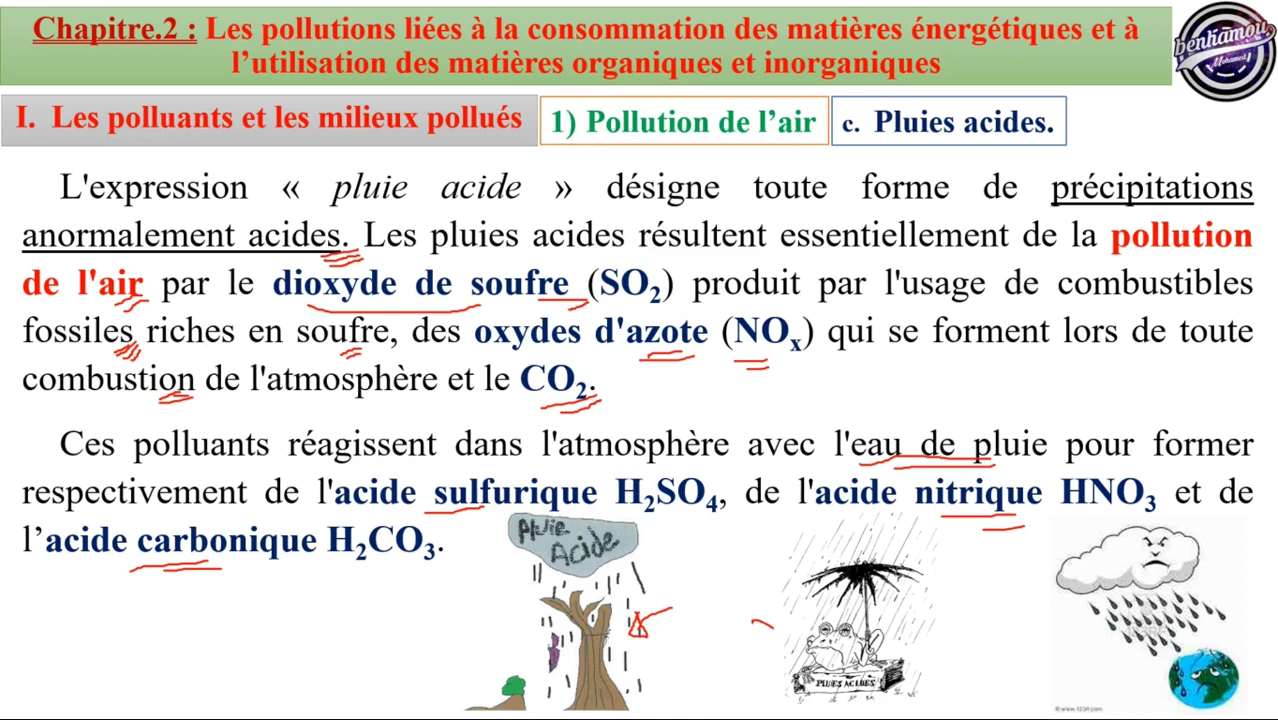 Chapitre.2 : Les pollutions liées à la consommation des matières énergétiques et à
l’utilisation des matières organiques et inorganiques
benhamou
Mohamed
I. Les polluants et les milieux pollués
1) Pollution de l’air
c. Pluies acides.
L'expression « pluie acide » désigne toute forme de précipitations
anormalement acides. Les pluies acides résultent essentiellement de la pollution
de l'air par le dioxyde de soufre (SO₂) produit par l'usage de combustibles
fossiles riches en soufre, des oxydes d'azote (NOₓ) qui se forment lors de toute
combustion de l'atmosphère et le CO₂.
Ces polluants réagissent dans l'atmosphère avec l'eau de pluie pour former
respectivement de l'acide sulfurique H₂SO₄, de l'acide nitrique HNO₃ et de
l’acide carbonique H₂CO₃.
Pluie
Acide
PLUIES ACIDES